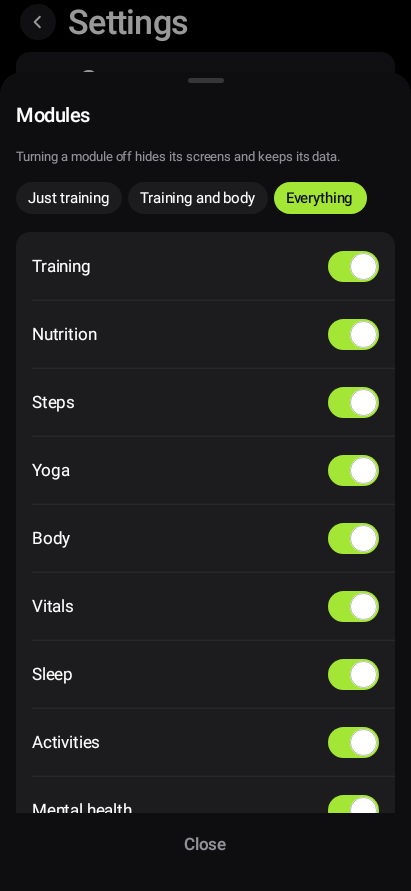 Settings
Modules
Turning a module off hides its screens and keeps its data.
Just training
Training and body
Everything
Training
Nutrition
Steps
Yoga
Body
Vitals
Sleep
Activities
Mental health
Close